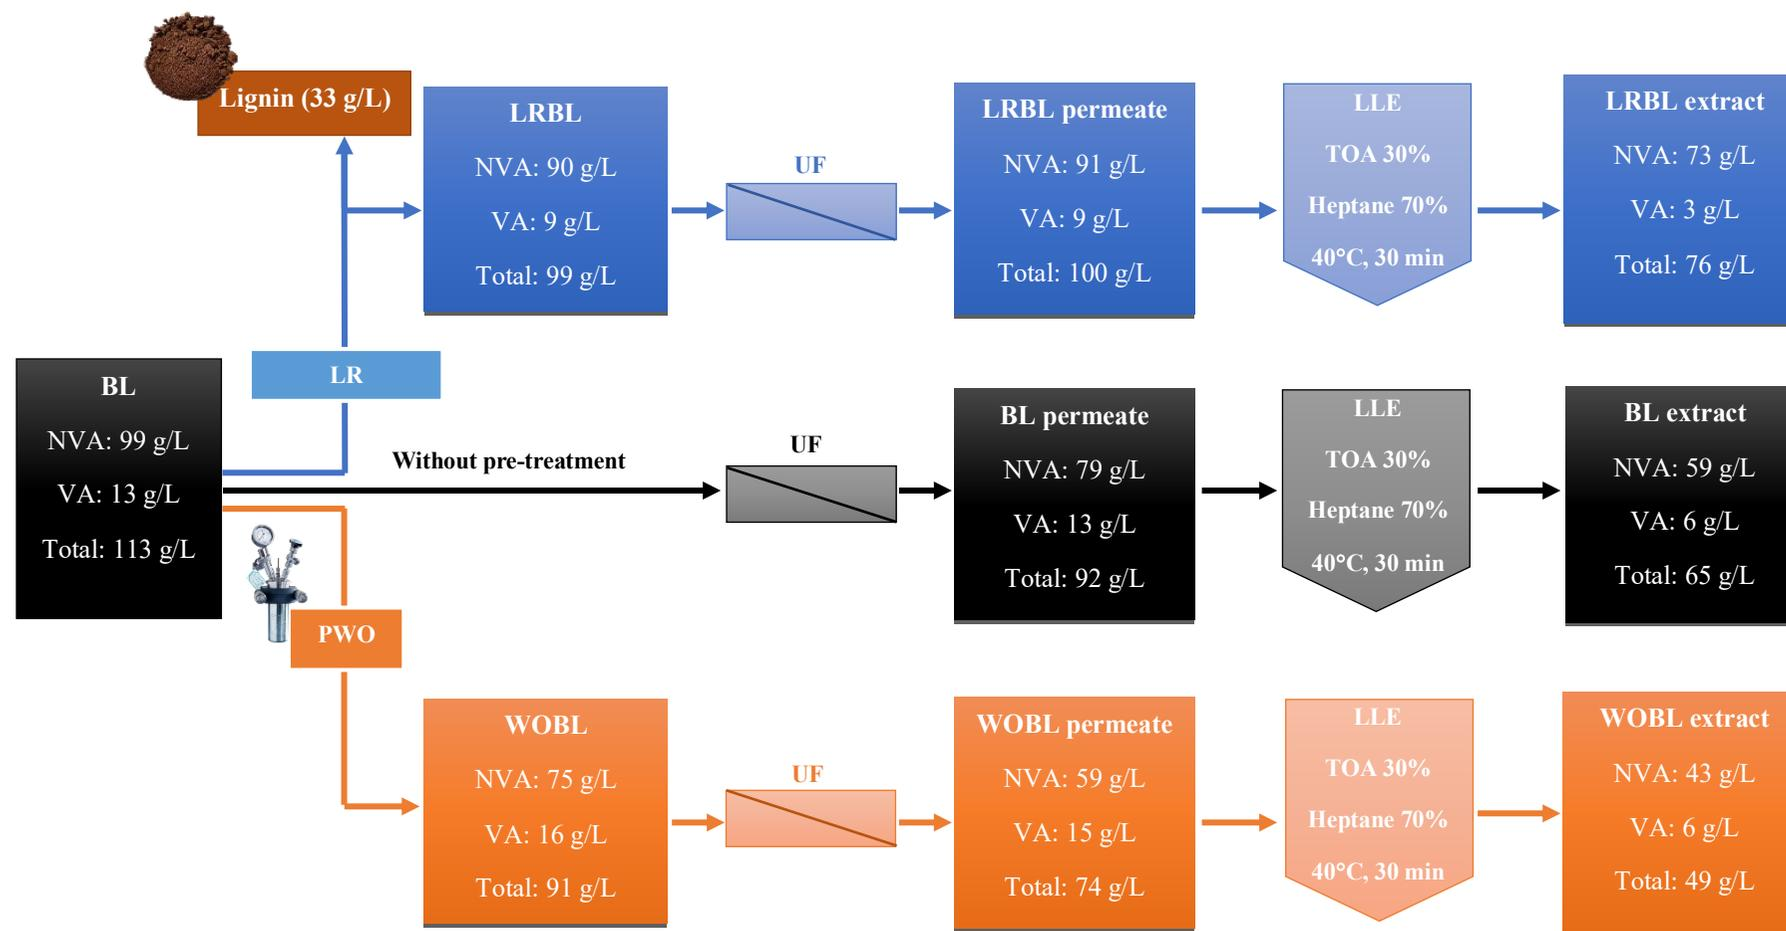 Lignin (33 g/L)
LRBL
NVA: 90 g/L
VA: 9 g/L
Total: 99 g/L
UF
LRBL permeate
NVA: 91 g/L
VA: 9 g/L
Total: 100 g/L
LLE
TOA 30%
Heptane 70%
40°C, 30 min
LRBL extract
NVA: 73 g/L
VA: 3 g/L
Total: 76 g/L
BL
NVA: 99 g/L
VA: 13 g/L
Total: 113 g/L
LR
Without pre-treatment
UF
BL permeate
NVA: 79 g/L
VA: 13 g/L
Total: 92 g/L
LLE
TOA 30%
Heptane 70%
40°C, 30 min
BL extract
NVA: 59 g/L
VA: 6 g/L
Total: 65 g/L
PWO
WOBL
NVA: 75 g/L
VA: 16 g/L
Total: 91 g/L
UF
WOBL permeate
NVA: 59 g/L
VA: 15 g/L
Total: 74 g/L
LLE
TOA 30%
Heptane 70%
40°C, 30 min
WOBL extract
NVA: 43 g/L
VA: 6 g/L
Total: 49 g/L